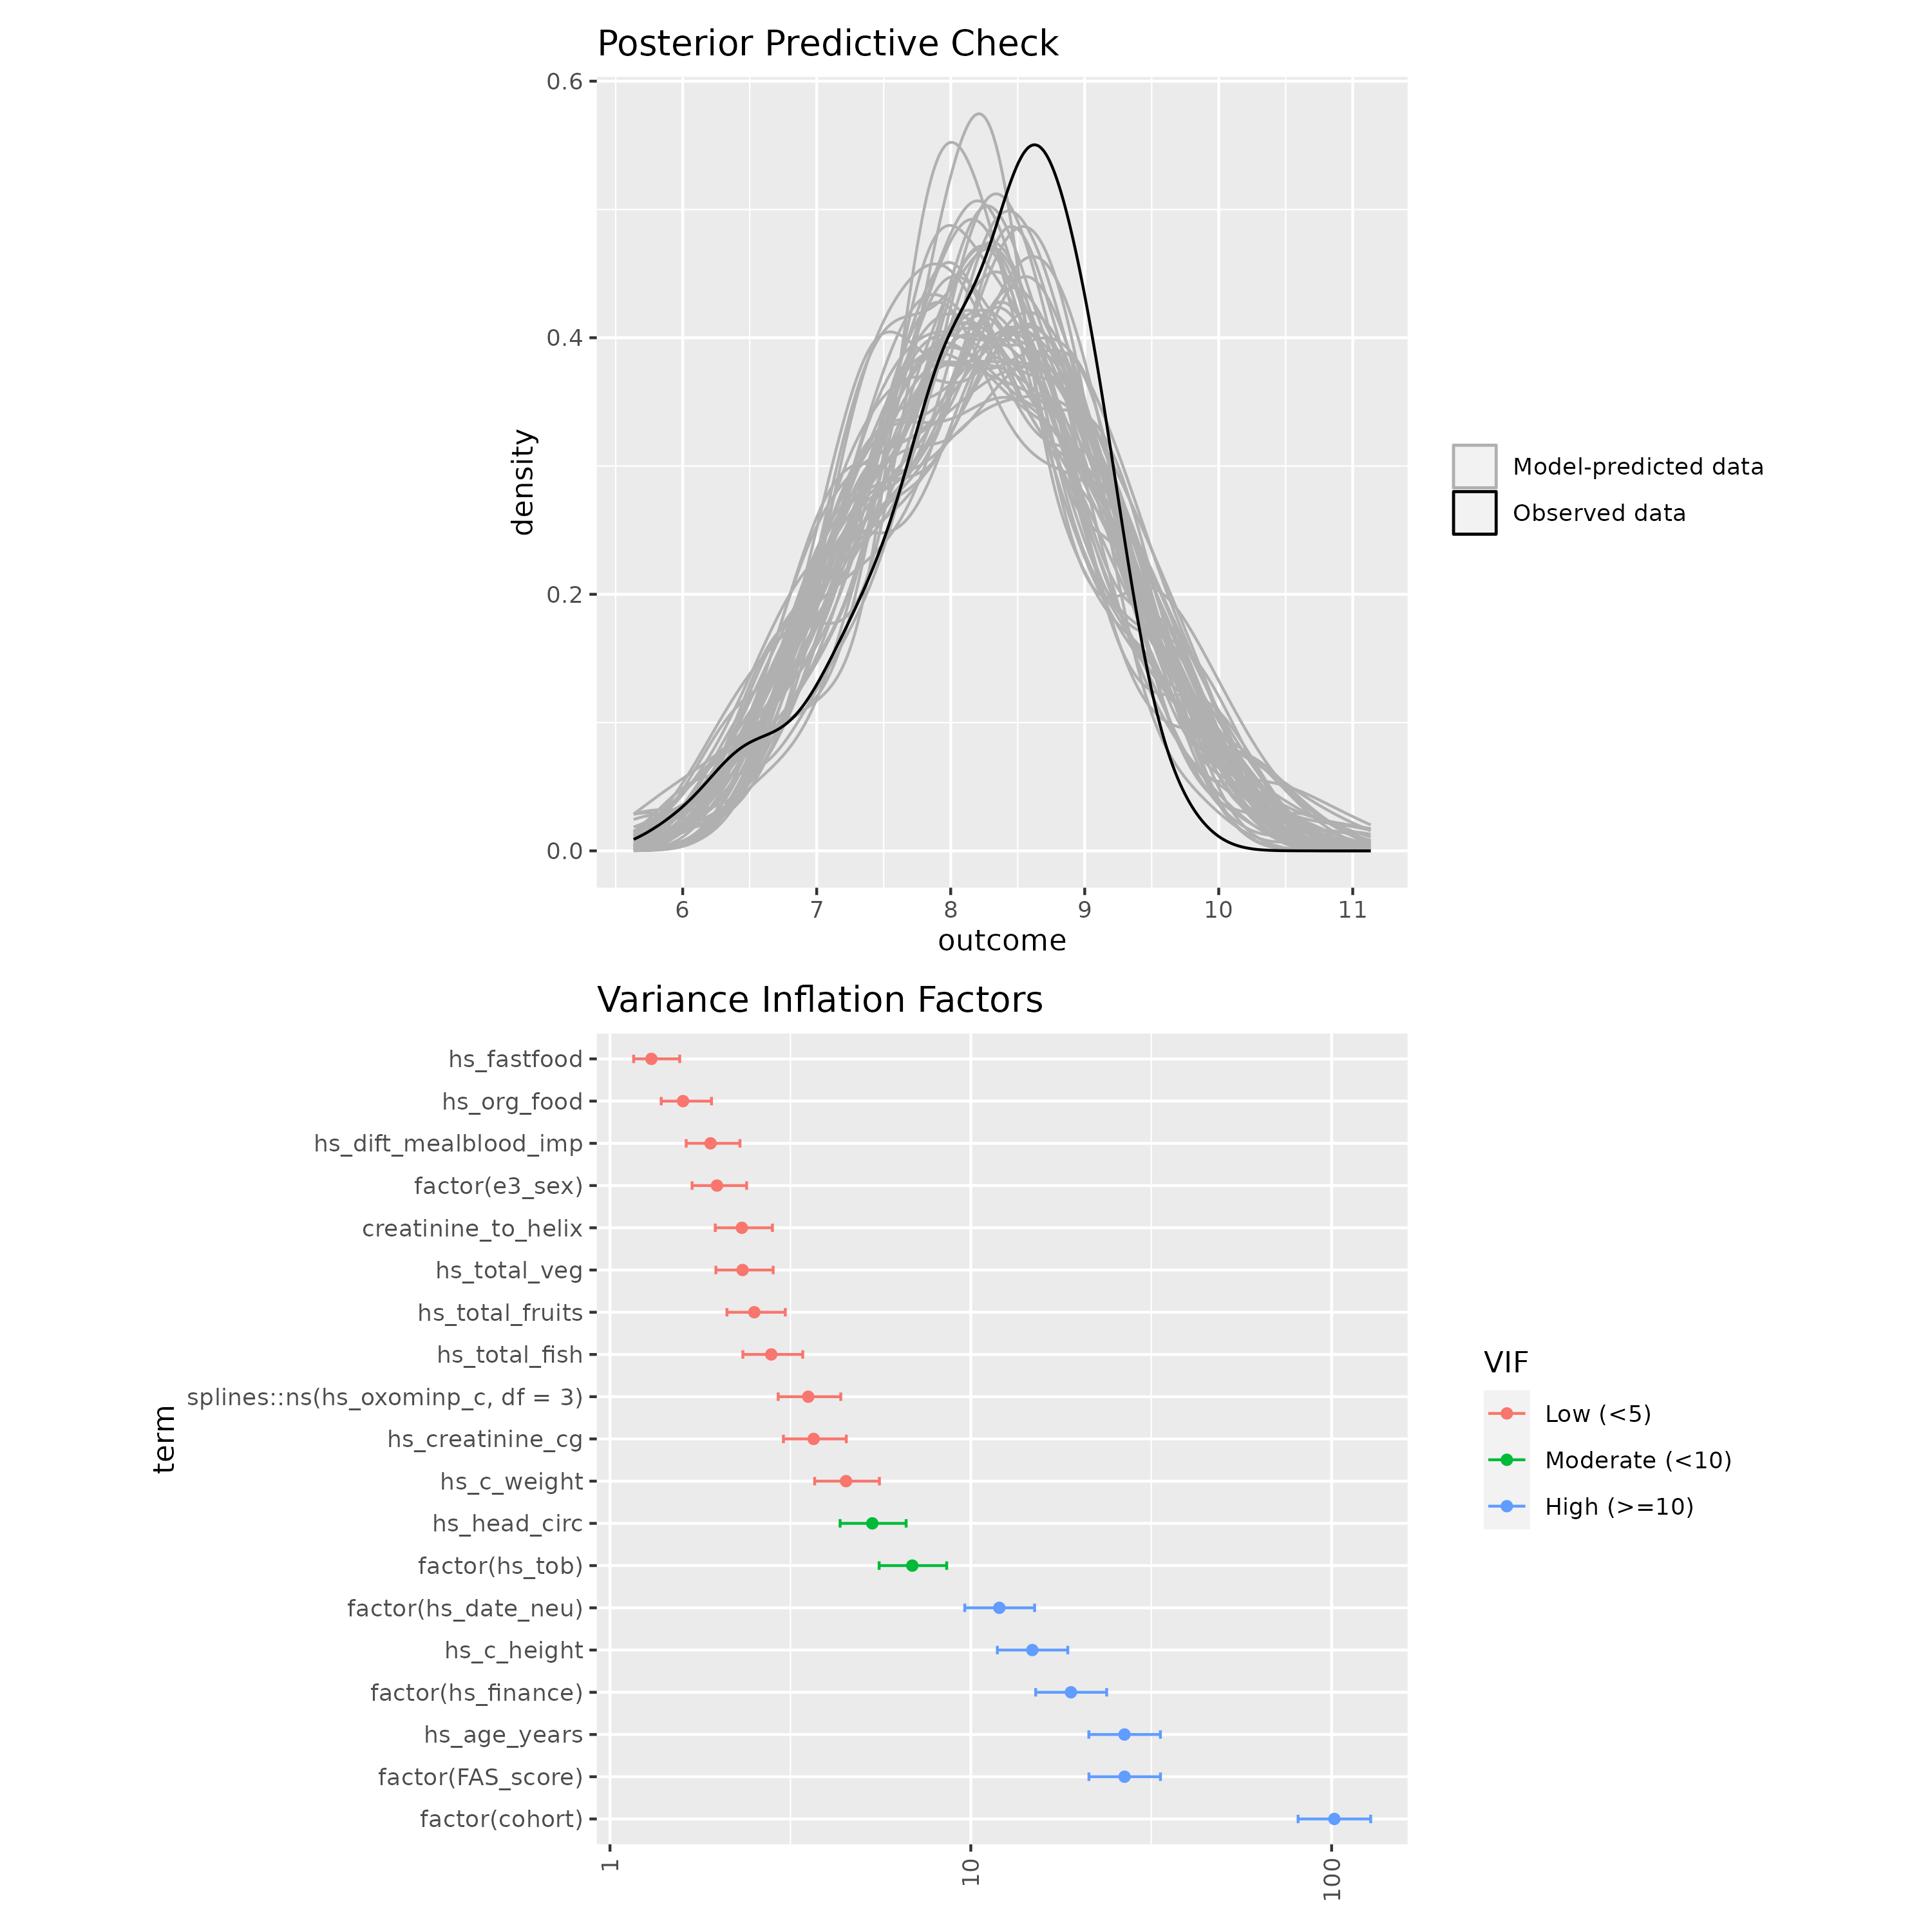 Posterior Predictive Check
0.6
0.4
0.2
0.0
density
6 7 8 9 10 11
outcome
Model-predicted data
Observed data
Variance Inflation Factors
term
hs_fastfood
hs_org_food
hs_dift_mealblood_imp
factor(e3_sex)
creatinine_to_helix
hs_total_veg
hs_total_fruits
hs_total_fish
splines::ns(hs_oxominp_c, df = 3)
hs_creatinine_cg
hs_c_weight
hs_head_circ
factor(hs_tob)
factor(hs_date_neu)
hs_c_height
factor(hs_finance)
hs_age_years
factor(FAS_score)
factor(cohort)
1 10 100
VIF
Low (<5)
Moderate (<10)
High (>=10)